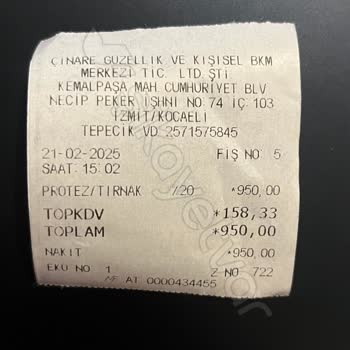 ÇINARE GÜZELLİK VE KİŞİSEL BKM
MERKEZİ TİC. LTD ŞTİ
KEMALPAŞA MAH CUMHURİYET BLV
NECİP PEKER İŞHNI NO 74 İÇ 103
İZMİT/KOCAELİ
TEPECİK VD 2571575845
21-02-2025 FİŞ NO 5
SAAT 15:02
PROTEZ/TIRNAK %20 *950,00
TOPKDV *158,33
TOPLAM *950,00
NAKİT *950,00
EKÜ NO 1 Z NO 722
AT 0000434455